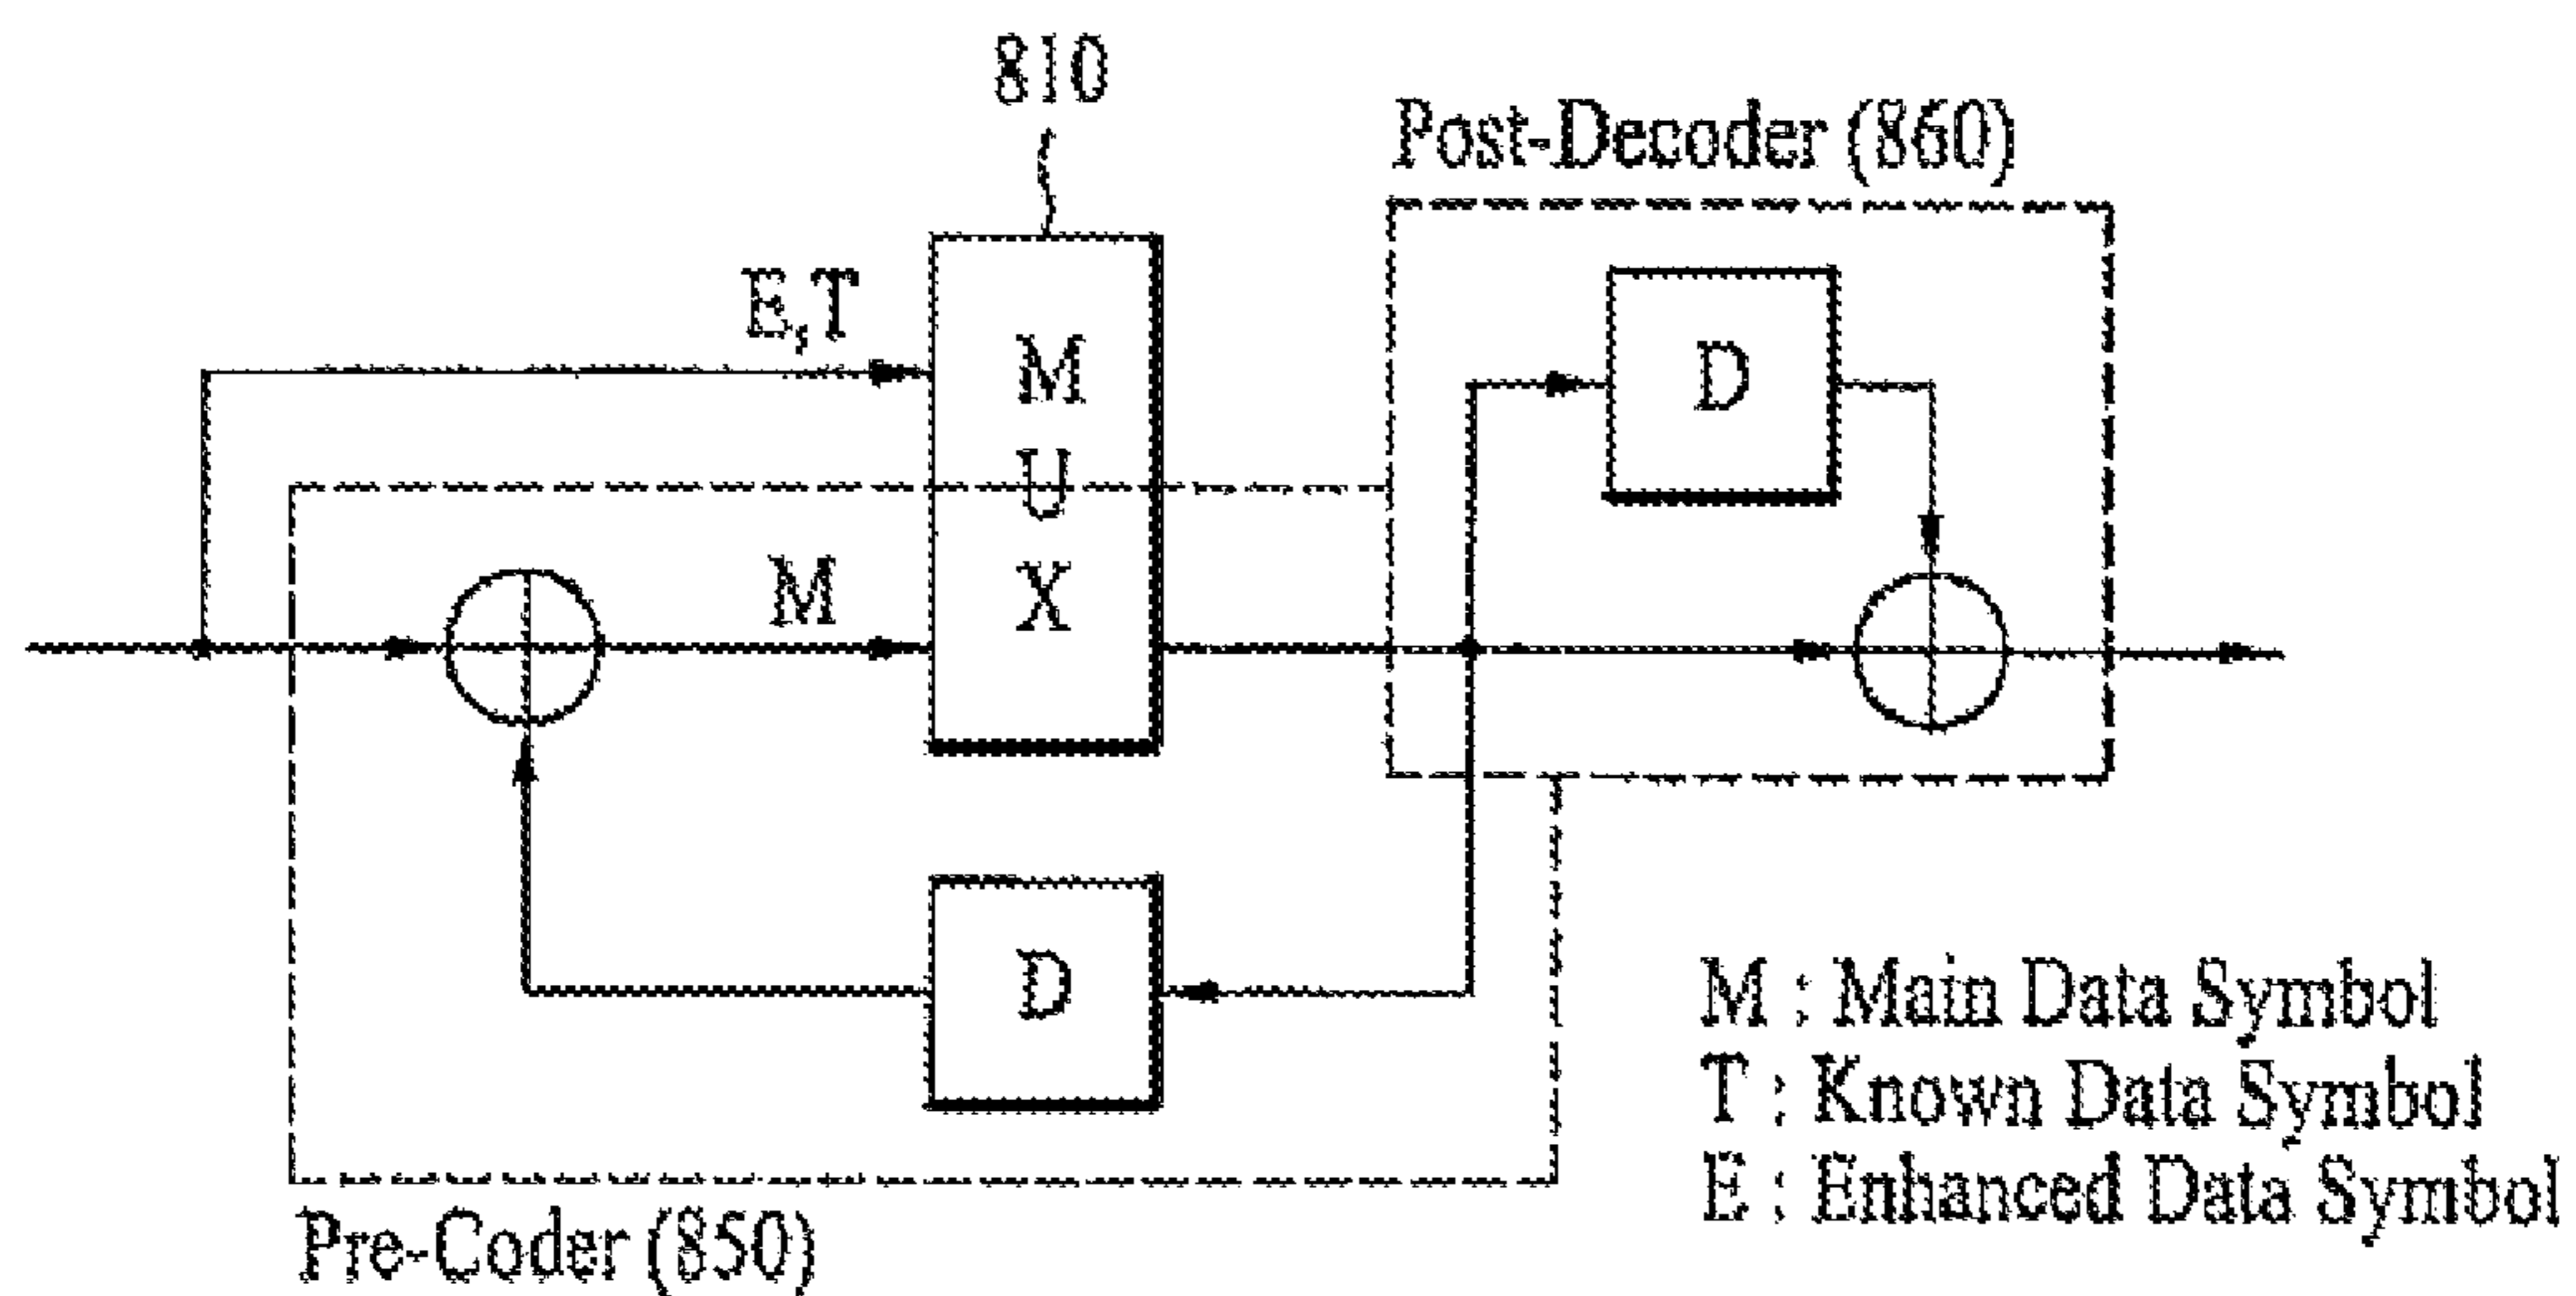 810
Post-Decoder (860)
E,T
M
U
X
D
M
D
M : Main Data Symbol
T : Known Data Symbol
E : Enhanced Data Symbol
Pre-Coder (850)